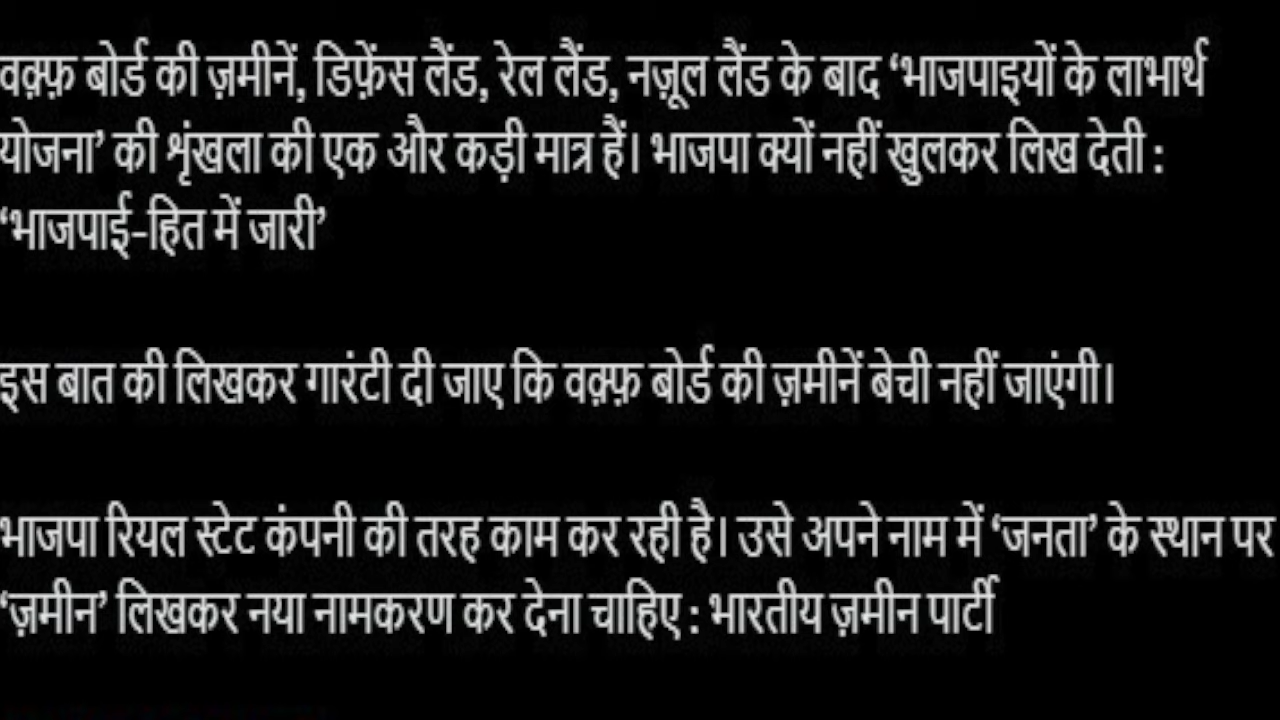 वक़्फ़ बोर्ड की ज़मीनें, डिफ़ेंस लैंड, रेल लैंड, नज़ूल लैंड के बाद ‘भाजपाइयों के लाभार्थ
योजना’ की शृंखला की एक और कड़ी मात्र हैं। भाजपा क्यों नहीं खुलकर लिख देती :
‘भाजपाई-हित में जारी’
इस बात की लिखकर गारंटी दी जाए कि वक़्फ़ बोर्ड की ज़मीनें बेची नहीं जाएंगी।
भाजपा रियल स्टेट कंपनी की तरह काम कर रही है। उसे अपने नाम में ‘जनता’ के स्थान पर
‘ज़मीन’ लिखकर नया नामकरण कर देना चाहिए : भारतीय ज़मीन पार्टी